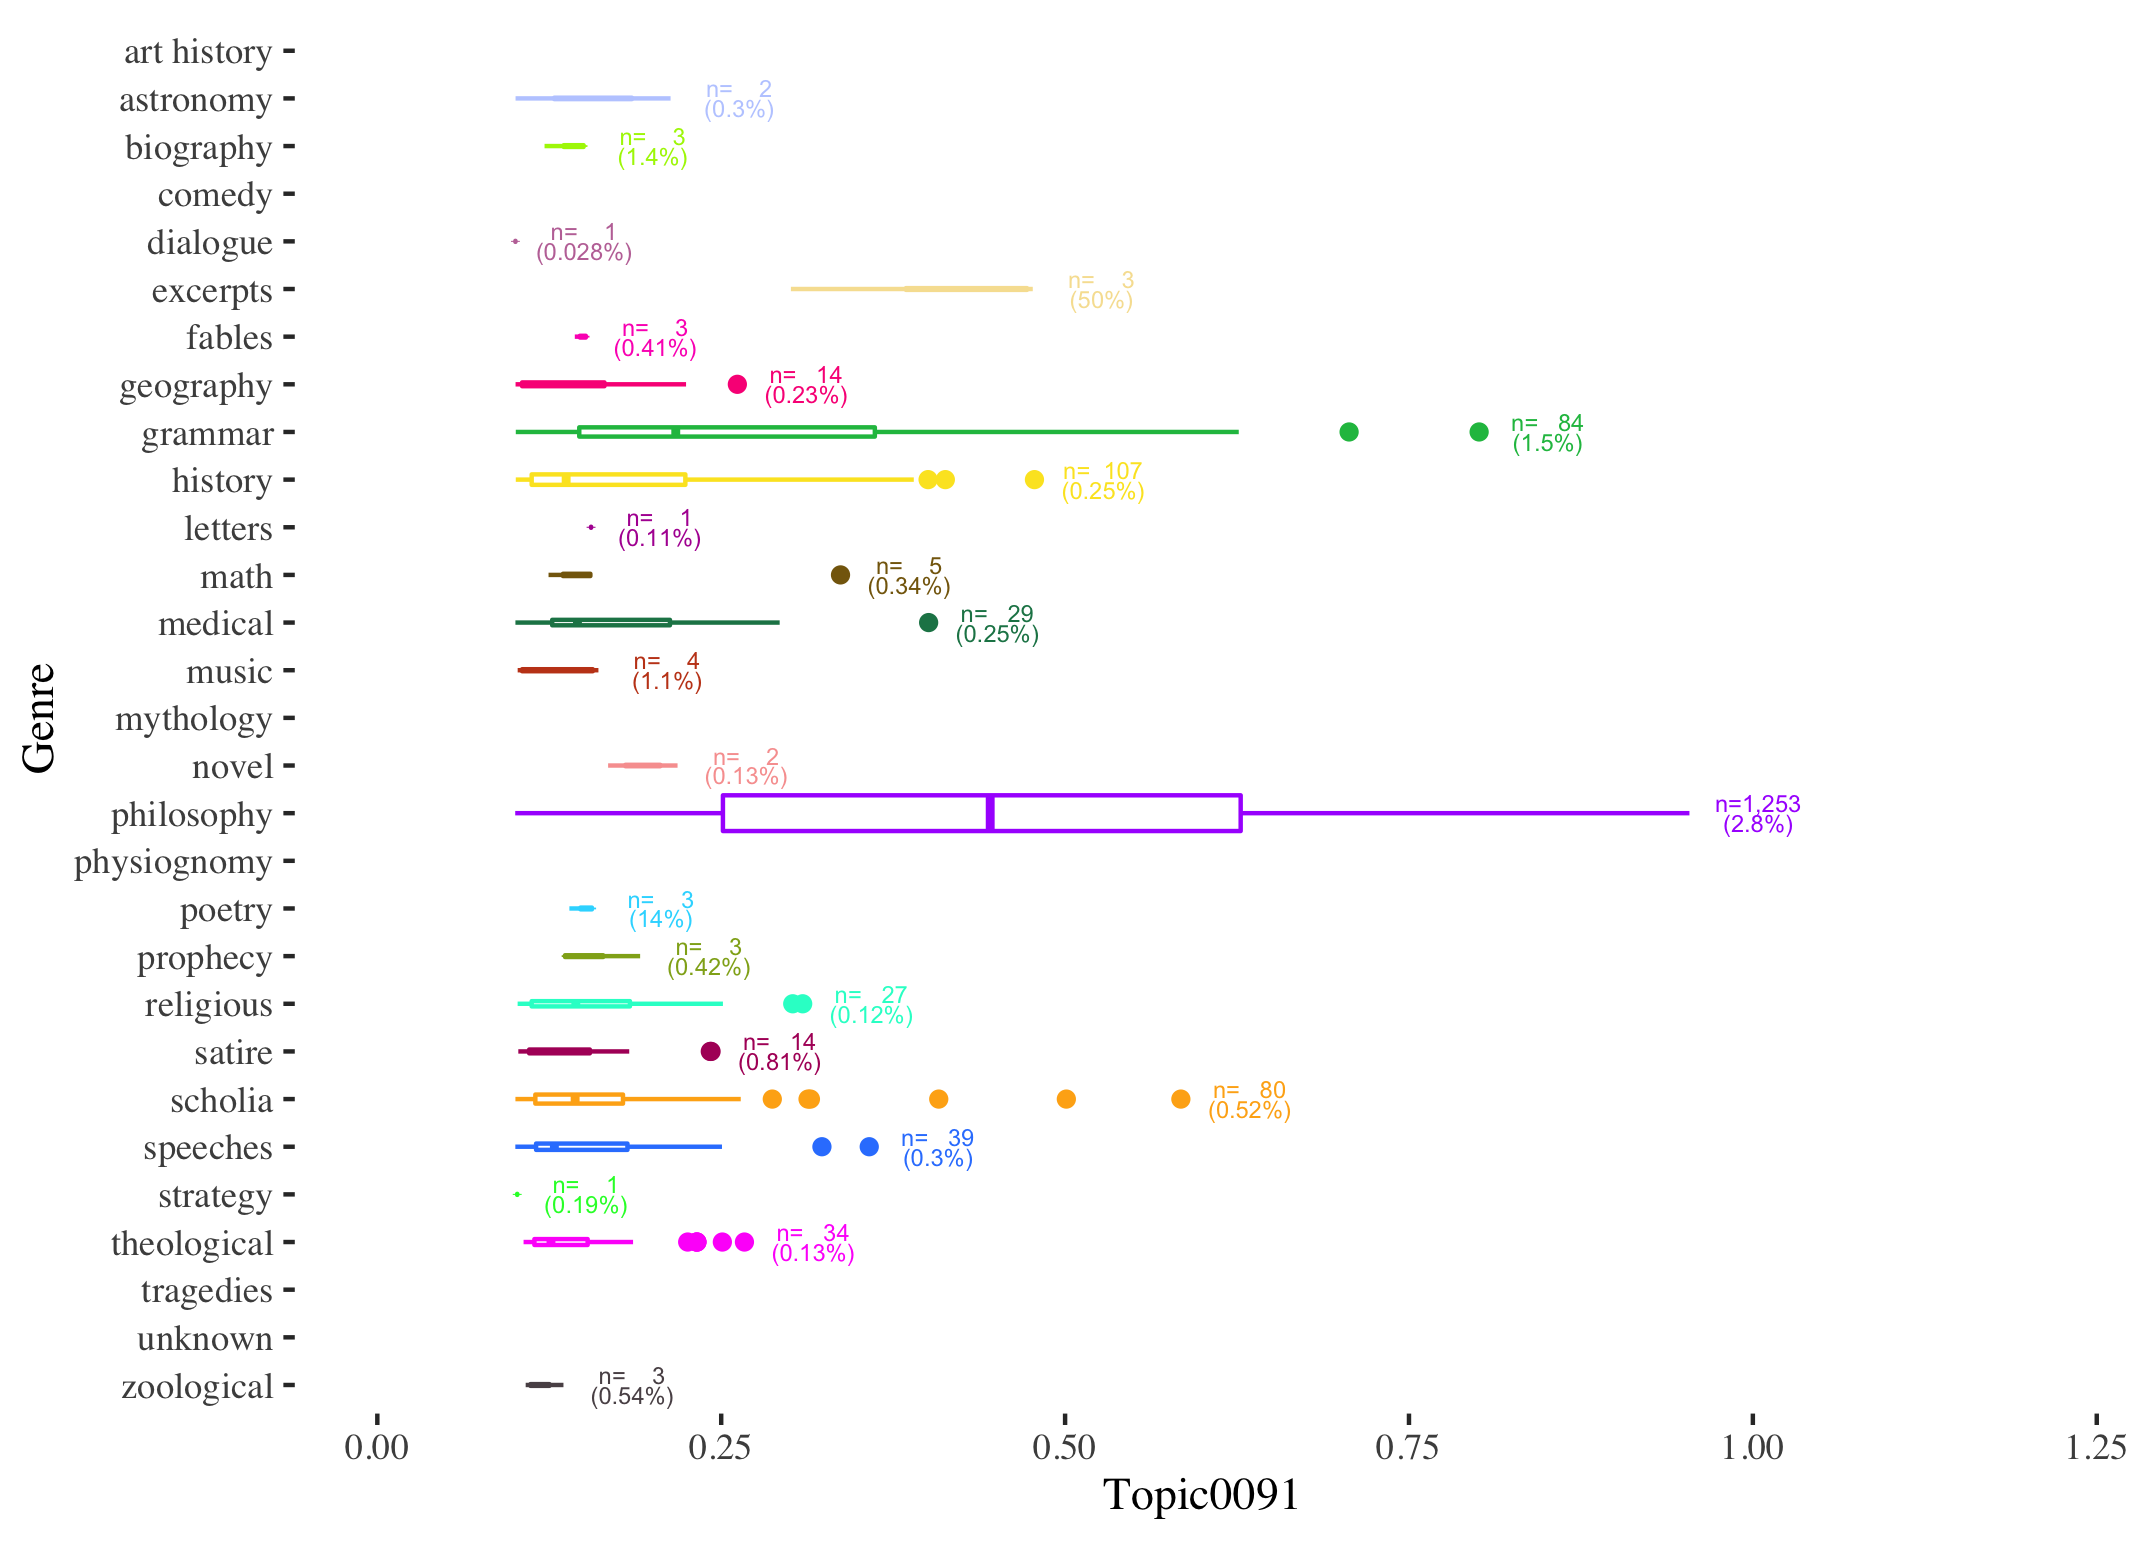 art history
astronomy
n= 2
(0.3%)
biography
n= 3
(1.4%)
comedy
dialogue
n= 1
(0.028%)
excerpts
n= 3
(50%)
fables
n= 3
(0.41%)
geography
n= 14
(0.23%)
grammar
n= 84
(1.5%)
history
n= 107
(0.25%)
letters
n= 1
(0.11%)
math
n= 5
(0.34%)
medical
n= 29
(0.25%)
music
n= 4
(1.1%)
mythology
novel
n= 2
(0.13%)
philosophy
n=1,253
(2.8%)
physiognomy
poetry
n= 3
(14%)
prophecy
n= 3
(0.42%)
religious
n= 27
(0.12%)
satire
n= 14
(0.81%)
scholia
n= 80
(0.52%)
speeches
n= 39
(0.3%)
strategy
n= 1
(0.19%)
theological
n= 34
(0.13%)
tragedies
unknown
zoological
n= 3
(0.54%)
Genre
0.00 0.25 0.50 0.75 1.00 1.25
Topic0091